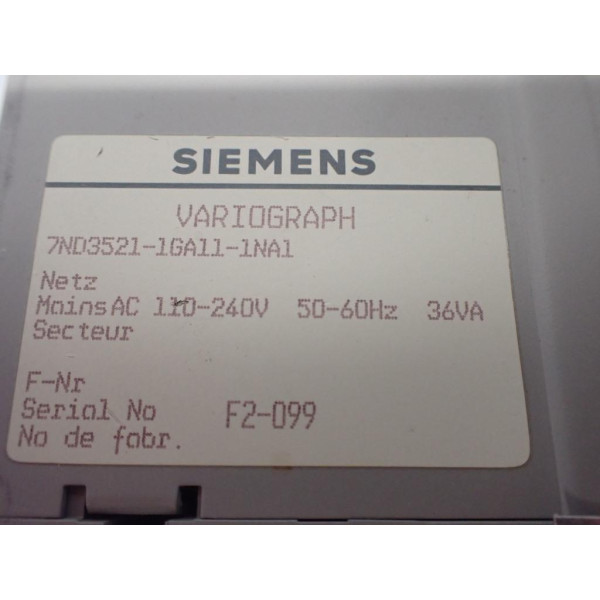 SIEMENS
VARIOGRAPH
7ND3521-1GA11-1NA1
Netz
Mains AC 110-240V 50-60Hz 36VA
Secteur
F-Nr
Serial No F2-099
No de fabr.